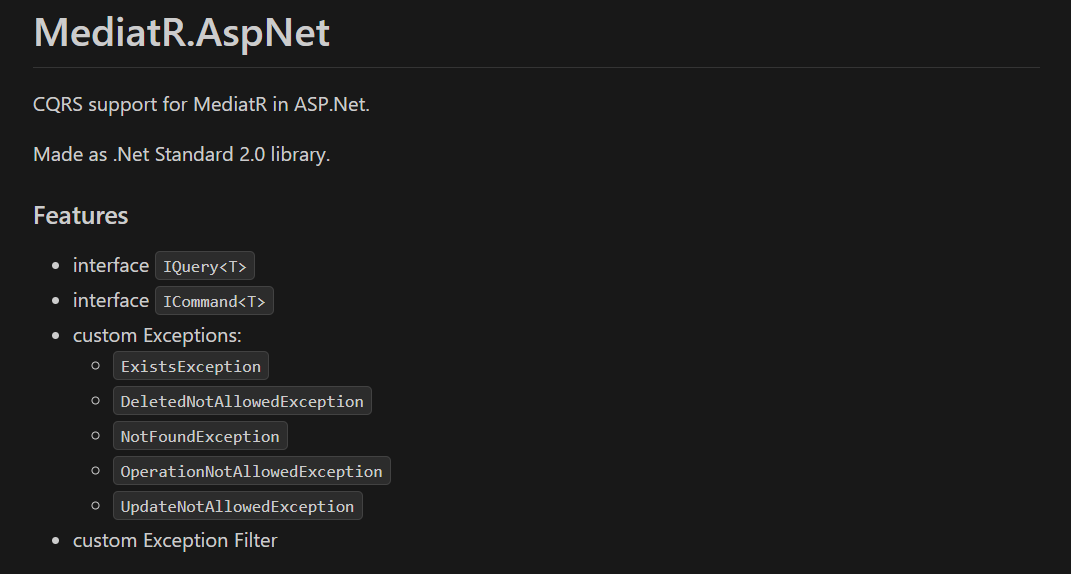 MediatR.AspNet
CQRS support for MediatR in ASP.Net.
Made as .Net Standard 2.0 library.
Features
interface IQuery<T>
interface ICommand<T>
custom Exceptions:
ExistsException
DeletedNotAllowedException
NotFoundException
OperationNotAllowedException
UpdateNotAllowedException
custom Exception Filter